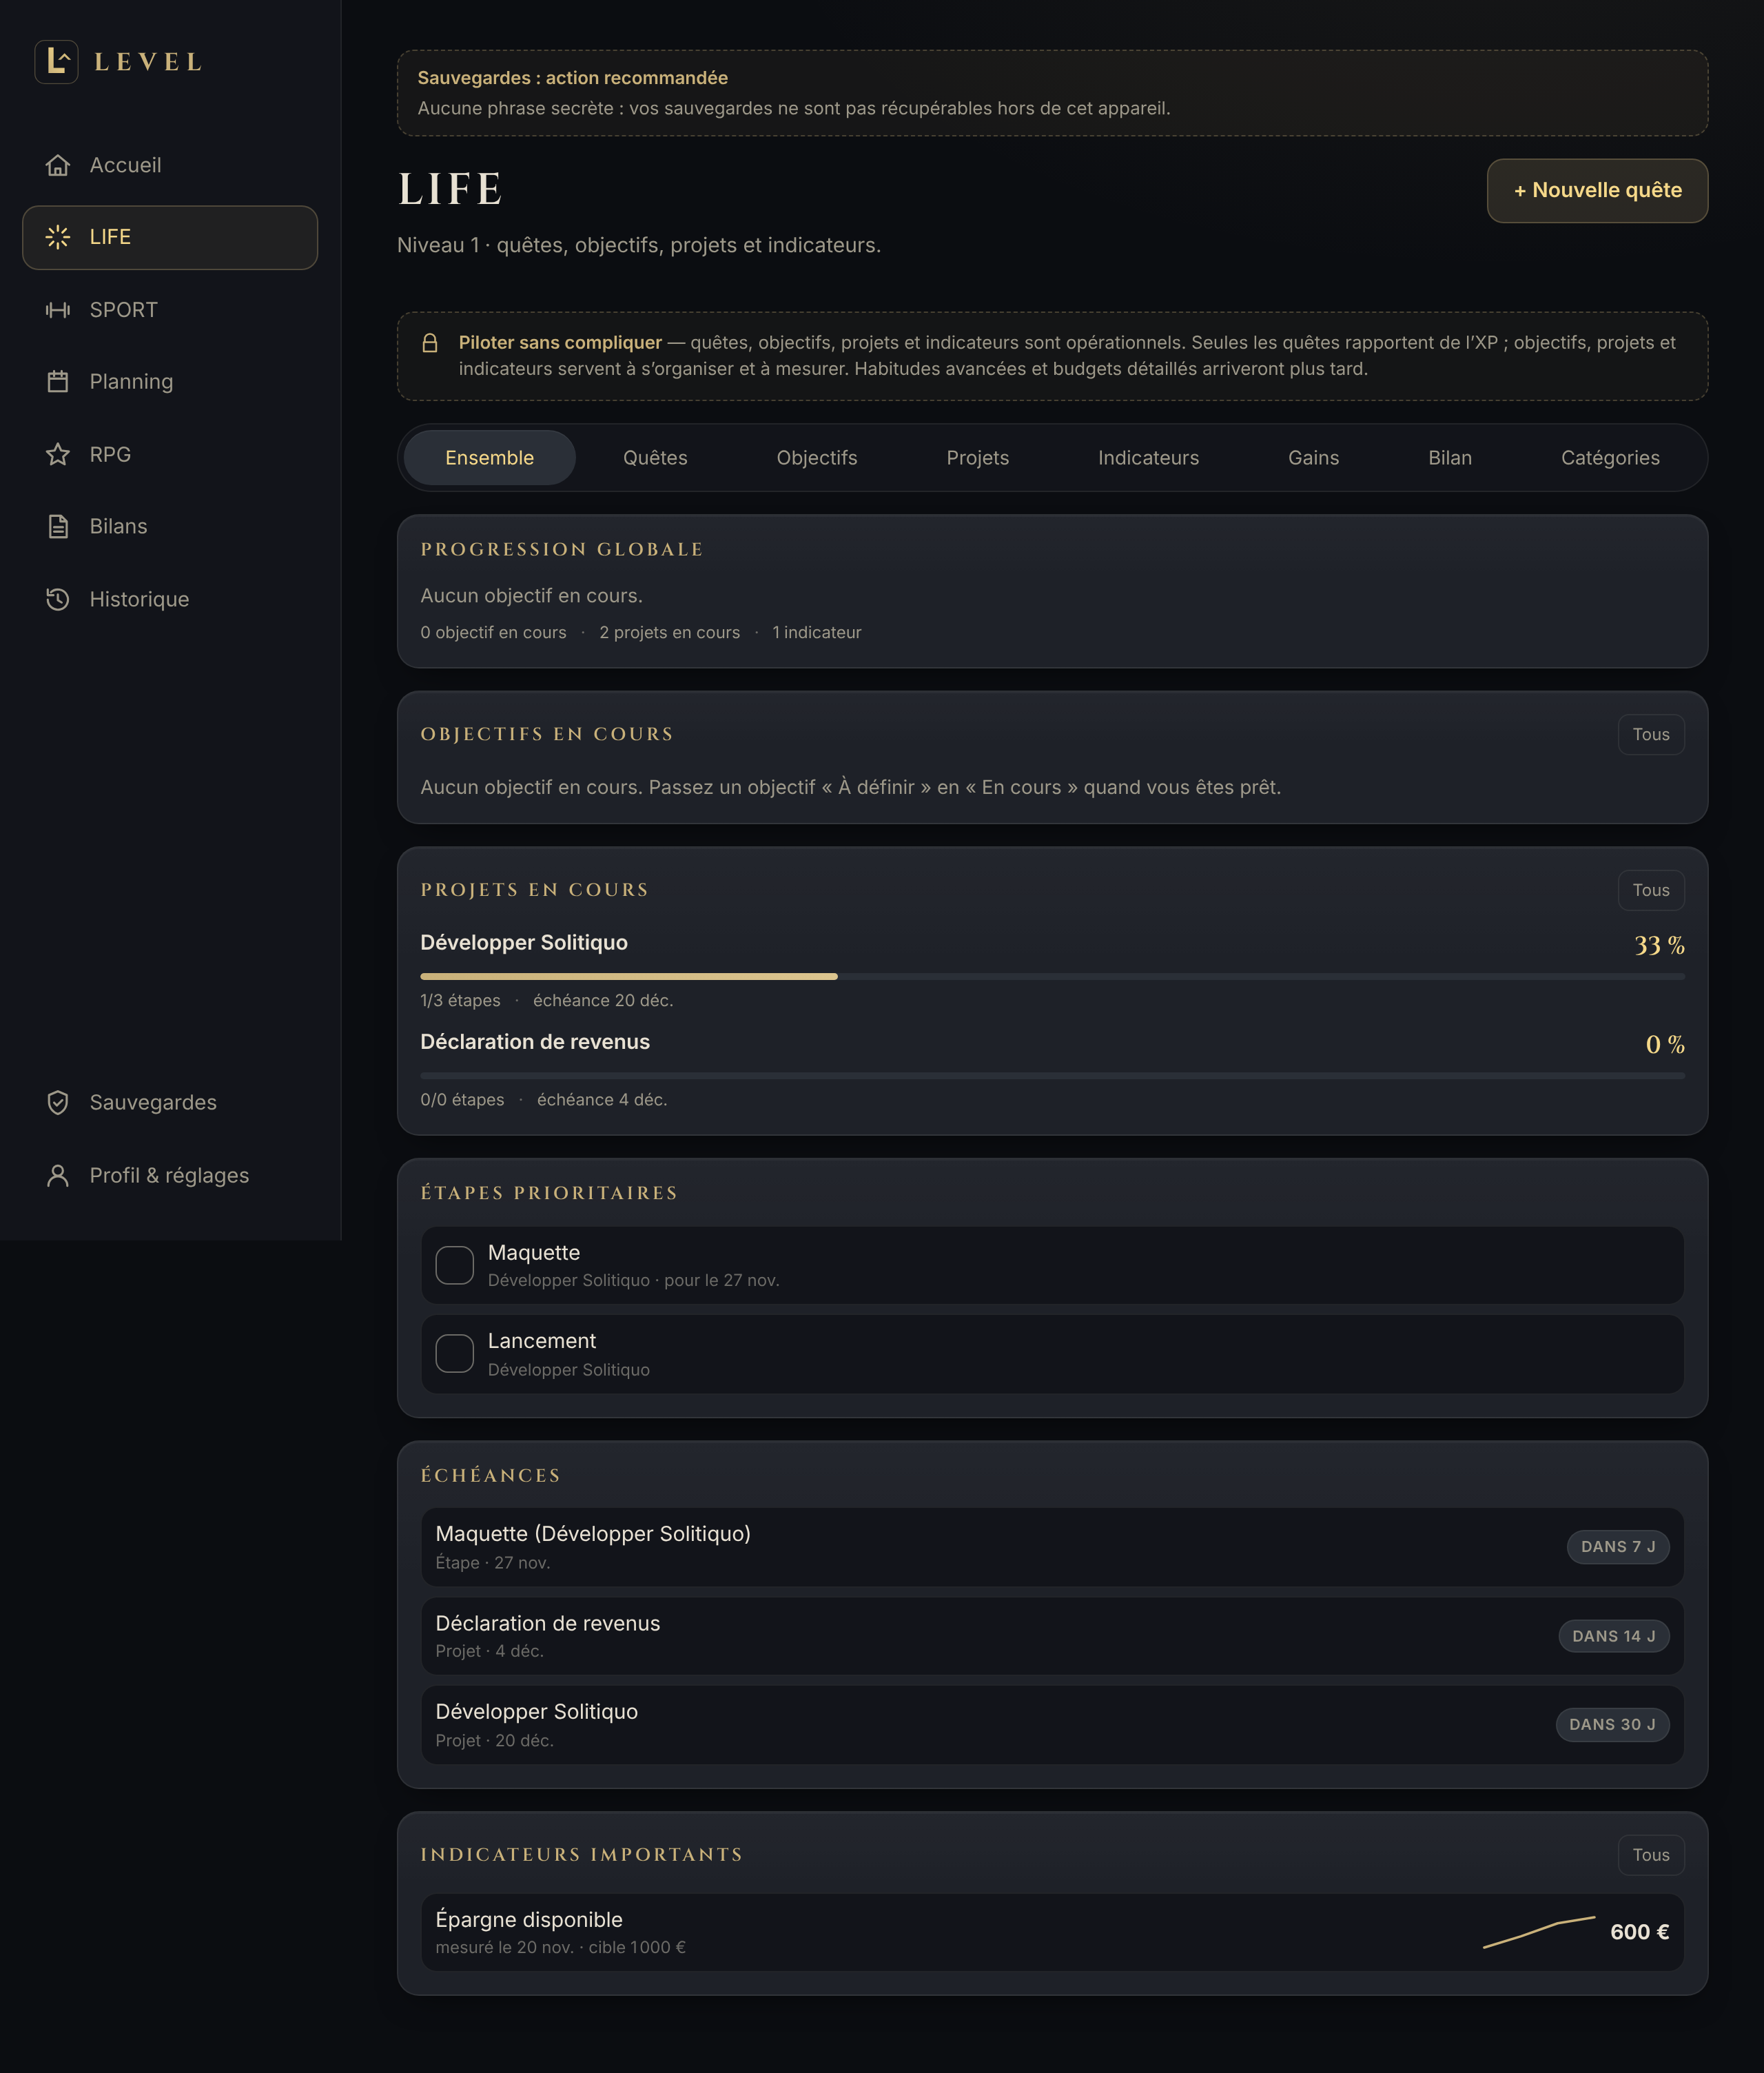 LEVEL
Accueil
LIFE
SPORT
Planning
RPG
Bilans
Historique
Sauvegardes
Profil & réglages
Sauvegardes : action recommandée
Aucune phrase secrète : vos sauvegardes ne sont pas récupérables hors de cet appareil.
LIFE
+ Nouvelle quête
Niveau 1 · quêtes, objectifs, projets et indicateurs.
Piloter sans compliquer — quêtes, objectifs, projets et indicateurs sont opérationnels. Seules les quêtes rapportent de l’XP ; objectifs, projets et
indicateurs servent à s’organiser et à mesurer. Habitudes avancées et budgets détaillés arriveront plus tard.
Ensemble Quêtes Objectifs Projets Indicateurs Gains Bilan Catégories
PROGRESSION GLOBALE
Aucun objectif en cours.
0 objectif en cours · 2 projets en cours · 1 indicateur
OBJECTIFS EN COURS Tous
Aucun objectif en cours. Passez un objectif « À définir » en « En cours » quand vous êtes prêt.
PROJETS EN COURS Tous
Développer Solitiquo 33 %
1/3 étapes · échéance 20 déc.
Déclaration de revenus 0 %
0/0 étapes · échéance 4 déc.
ÉTAPES PRIORITAIRES
Maquette
Développer Solitiquo · pour le 27 nov.
Lancement
Développer Solitiquo
ÉCHÉANCES
Maquette (Développer Solitiquo)
Étape · 27 nov.
DANS 7 J
Déclaration de revenus
Projet · 4 déc.
DANS 14 J
Développer Solitiquo
Projet · 20 déc.
DANS 30 J
INDICATEURS IMPORTANTS Tous
Épargne disponible
mesuré le 20 nov. · cible 1 000 €
600 €